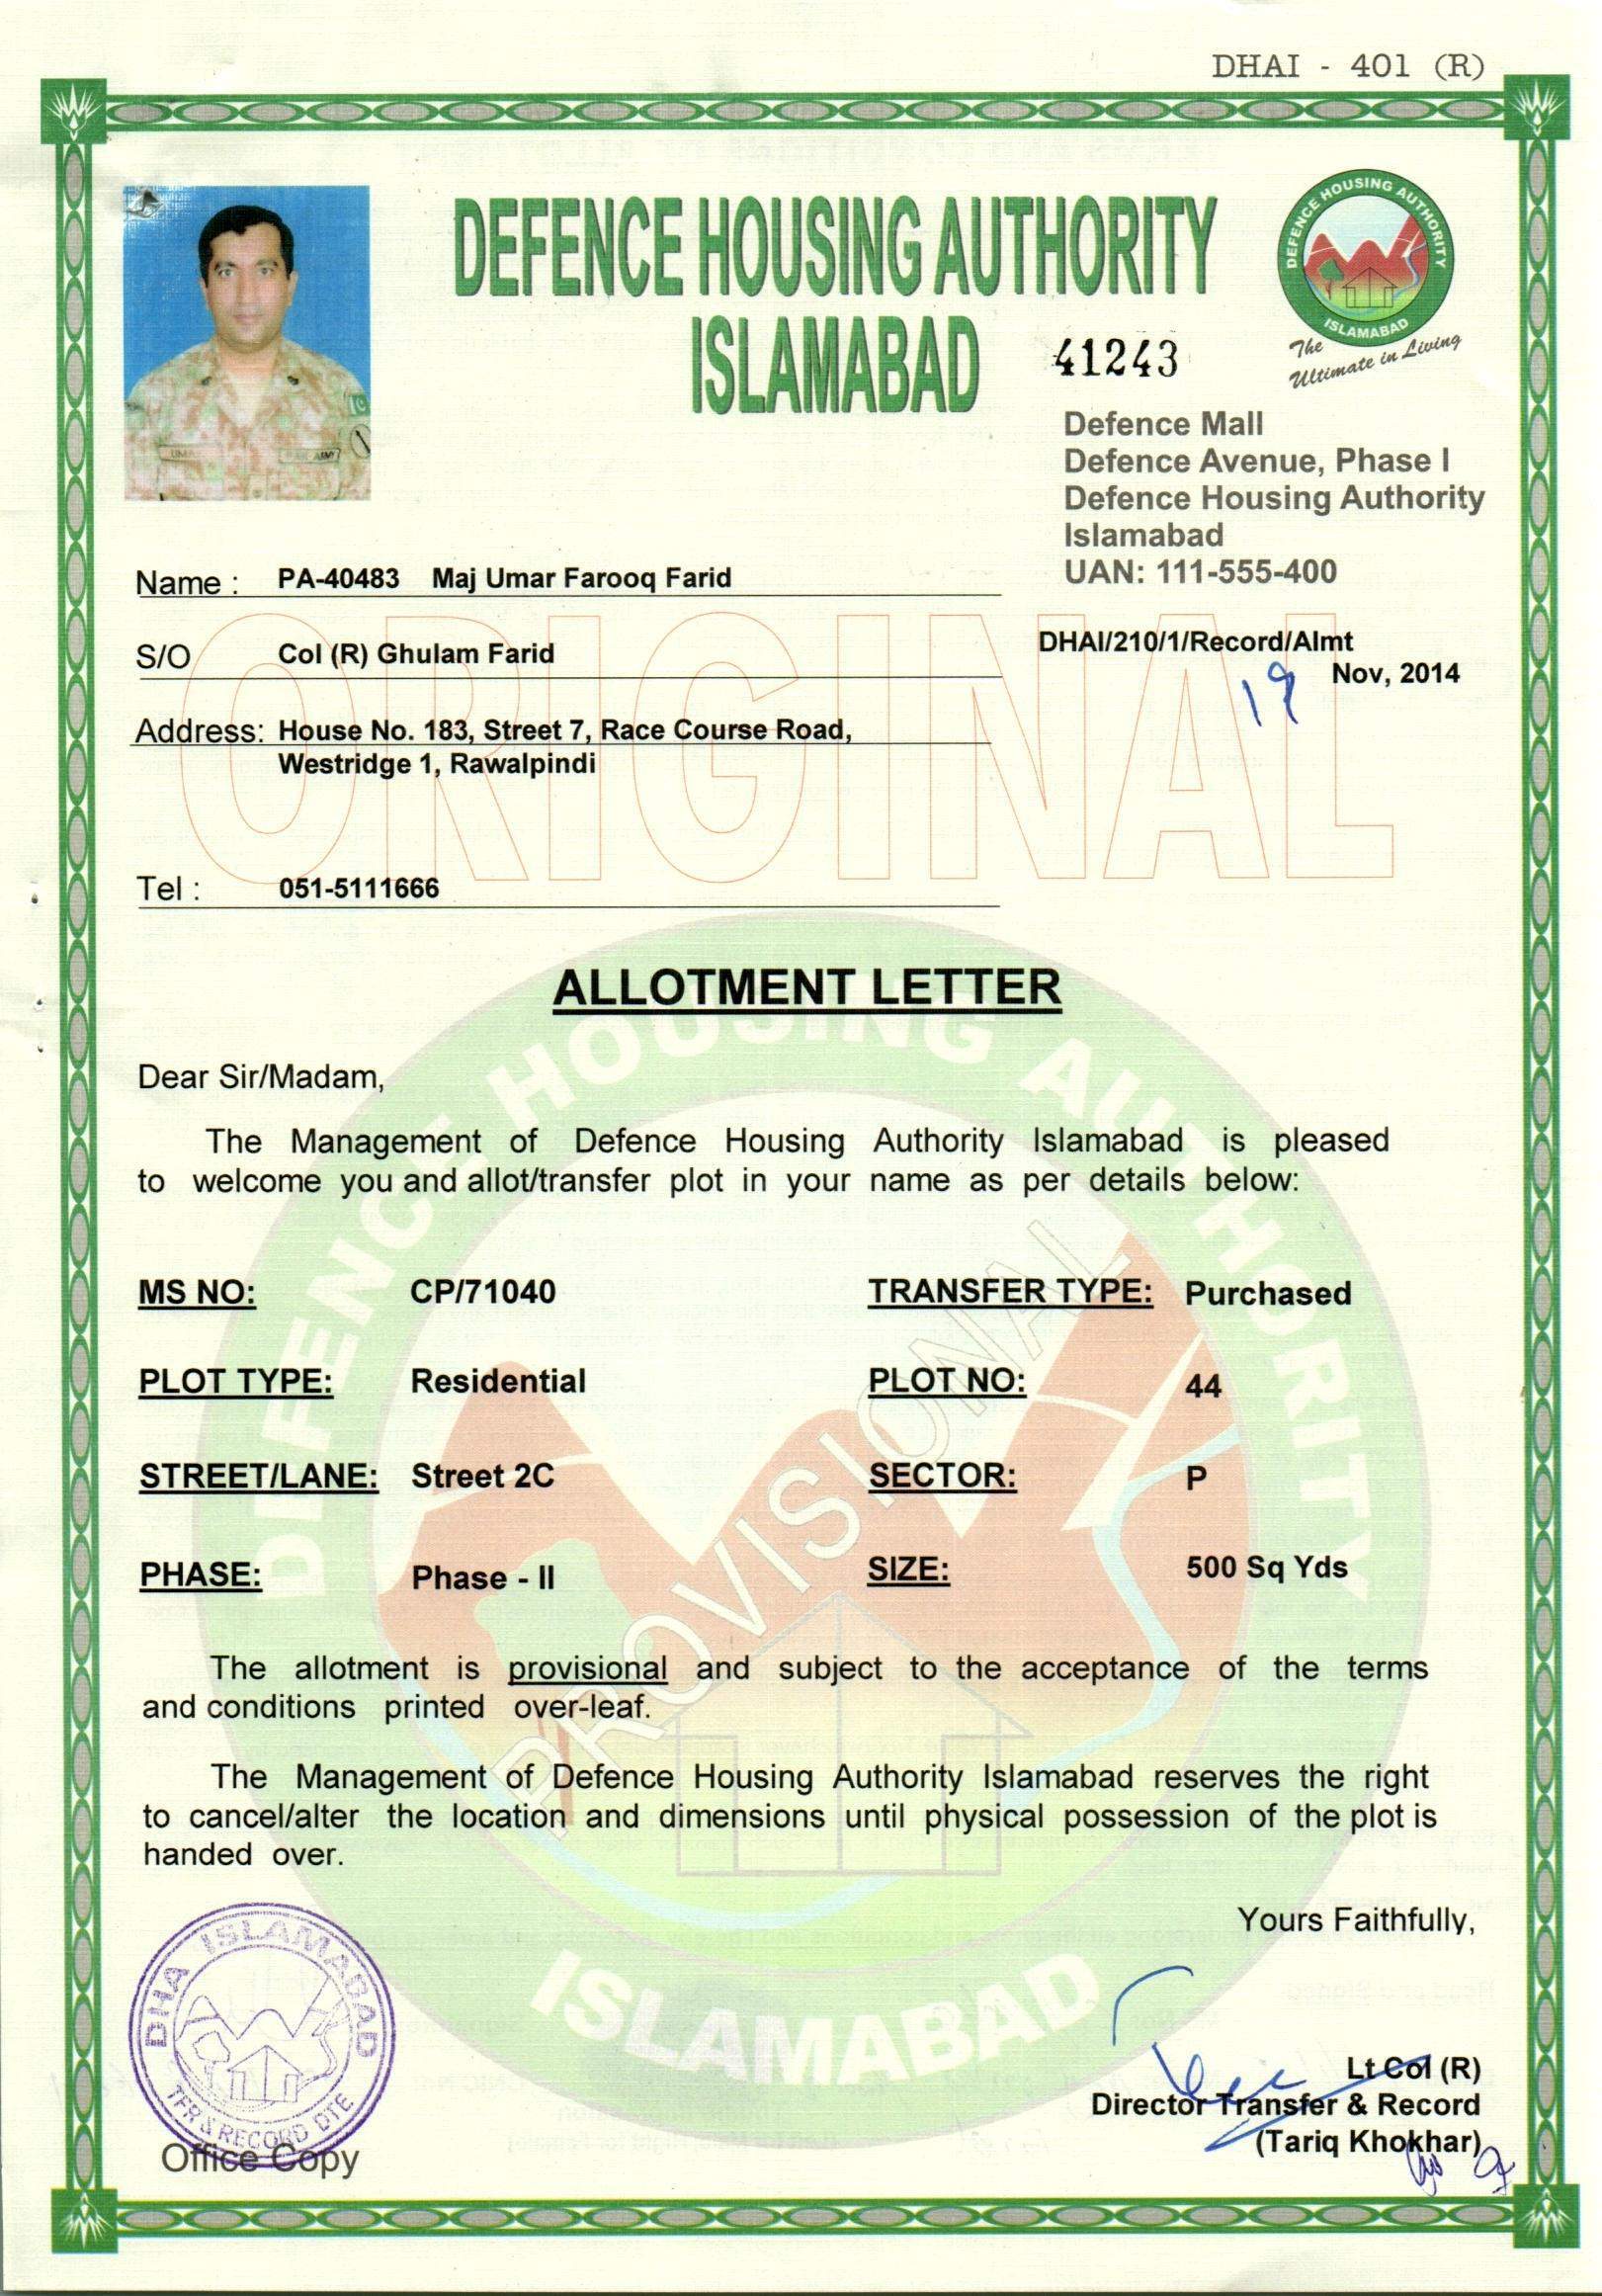 DHAI - 401 (R)
DEFENCE HOUSING AUTHORITY
ISLAMABAD
41243
DEFENCE HOUSING AUTHORITY
ISLAMABAD
The
Ultimate in Living
Defence Mall
Defence Avenue, Phase I
Defence Housing Authority
Islamabad
UAN: 111-555-400
Name : PA-40483 Maj Umar Farooq Farid
S/O Col (R) Ghulam Farid
DHAI/210/1/Record/Almt
19 Nov, 2014
Address: House No. 183, Street 7, Race Course Road,
Westridge 1, Rawalpindi
ORIGINAL
Tel : 051-5111666
ALLOTMENT LETTER
Dear Sir/Madam,
The Management of Defence Housing Authority Islamabad is pleased
to welcome you and allot/transfer plot in your name as per details below:
MS NO: CP/71040 TRANSFER TYPE: Purchased
PLOT TYPE: Residential PLOT NO: 44
STREET/LANE: Street 2C SECTOR: P
PHASE: Phase - II SIZE: 500 Sq Yds
PROVISIONAL
DEFENCE HOUSING AUTHORITY
ISLAMABAD
The allotment is provisional and subject to the acceptance of the terms
and conditions printed over-leaf.
The Management of Defence Housing Authority Islamabad reserves the right
to cancel/alter the location and dimensions until physical possession of the plot is
handed over.
Yours Faithfully,
DHA ISLAMABAD
TFR & RECORD DTE
Office Copy
Lt Col (R)
Director Transfer & Record
(Tariq Khokhar)